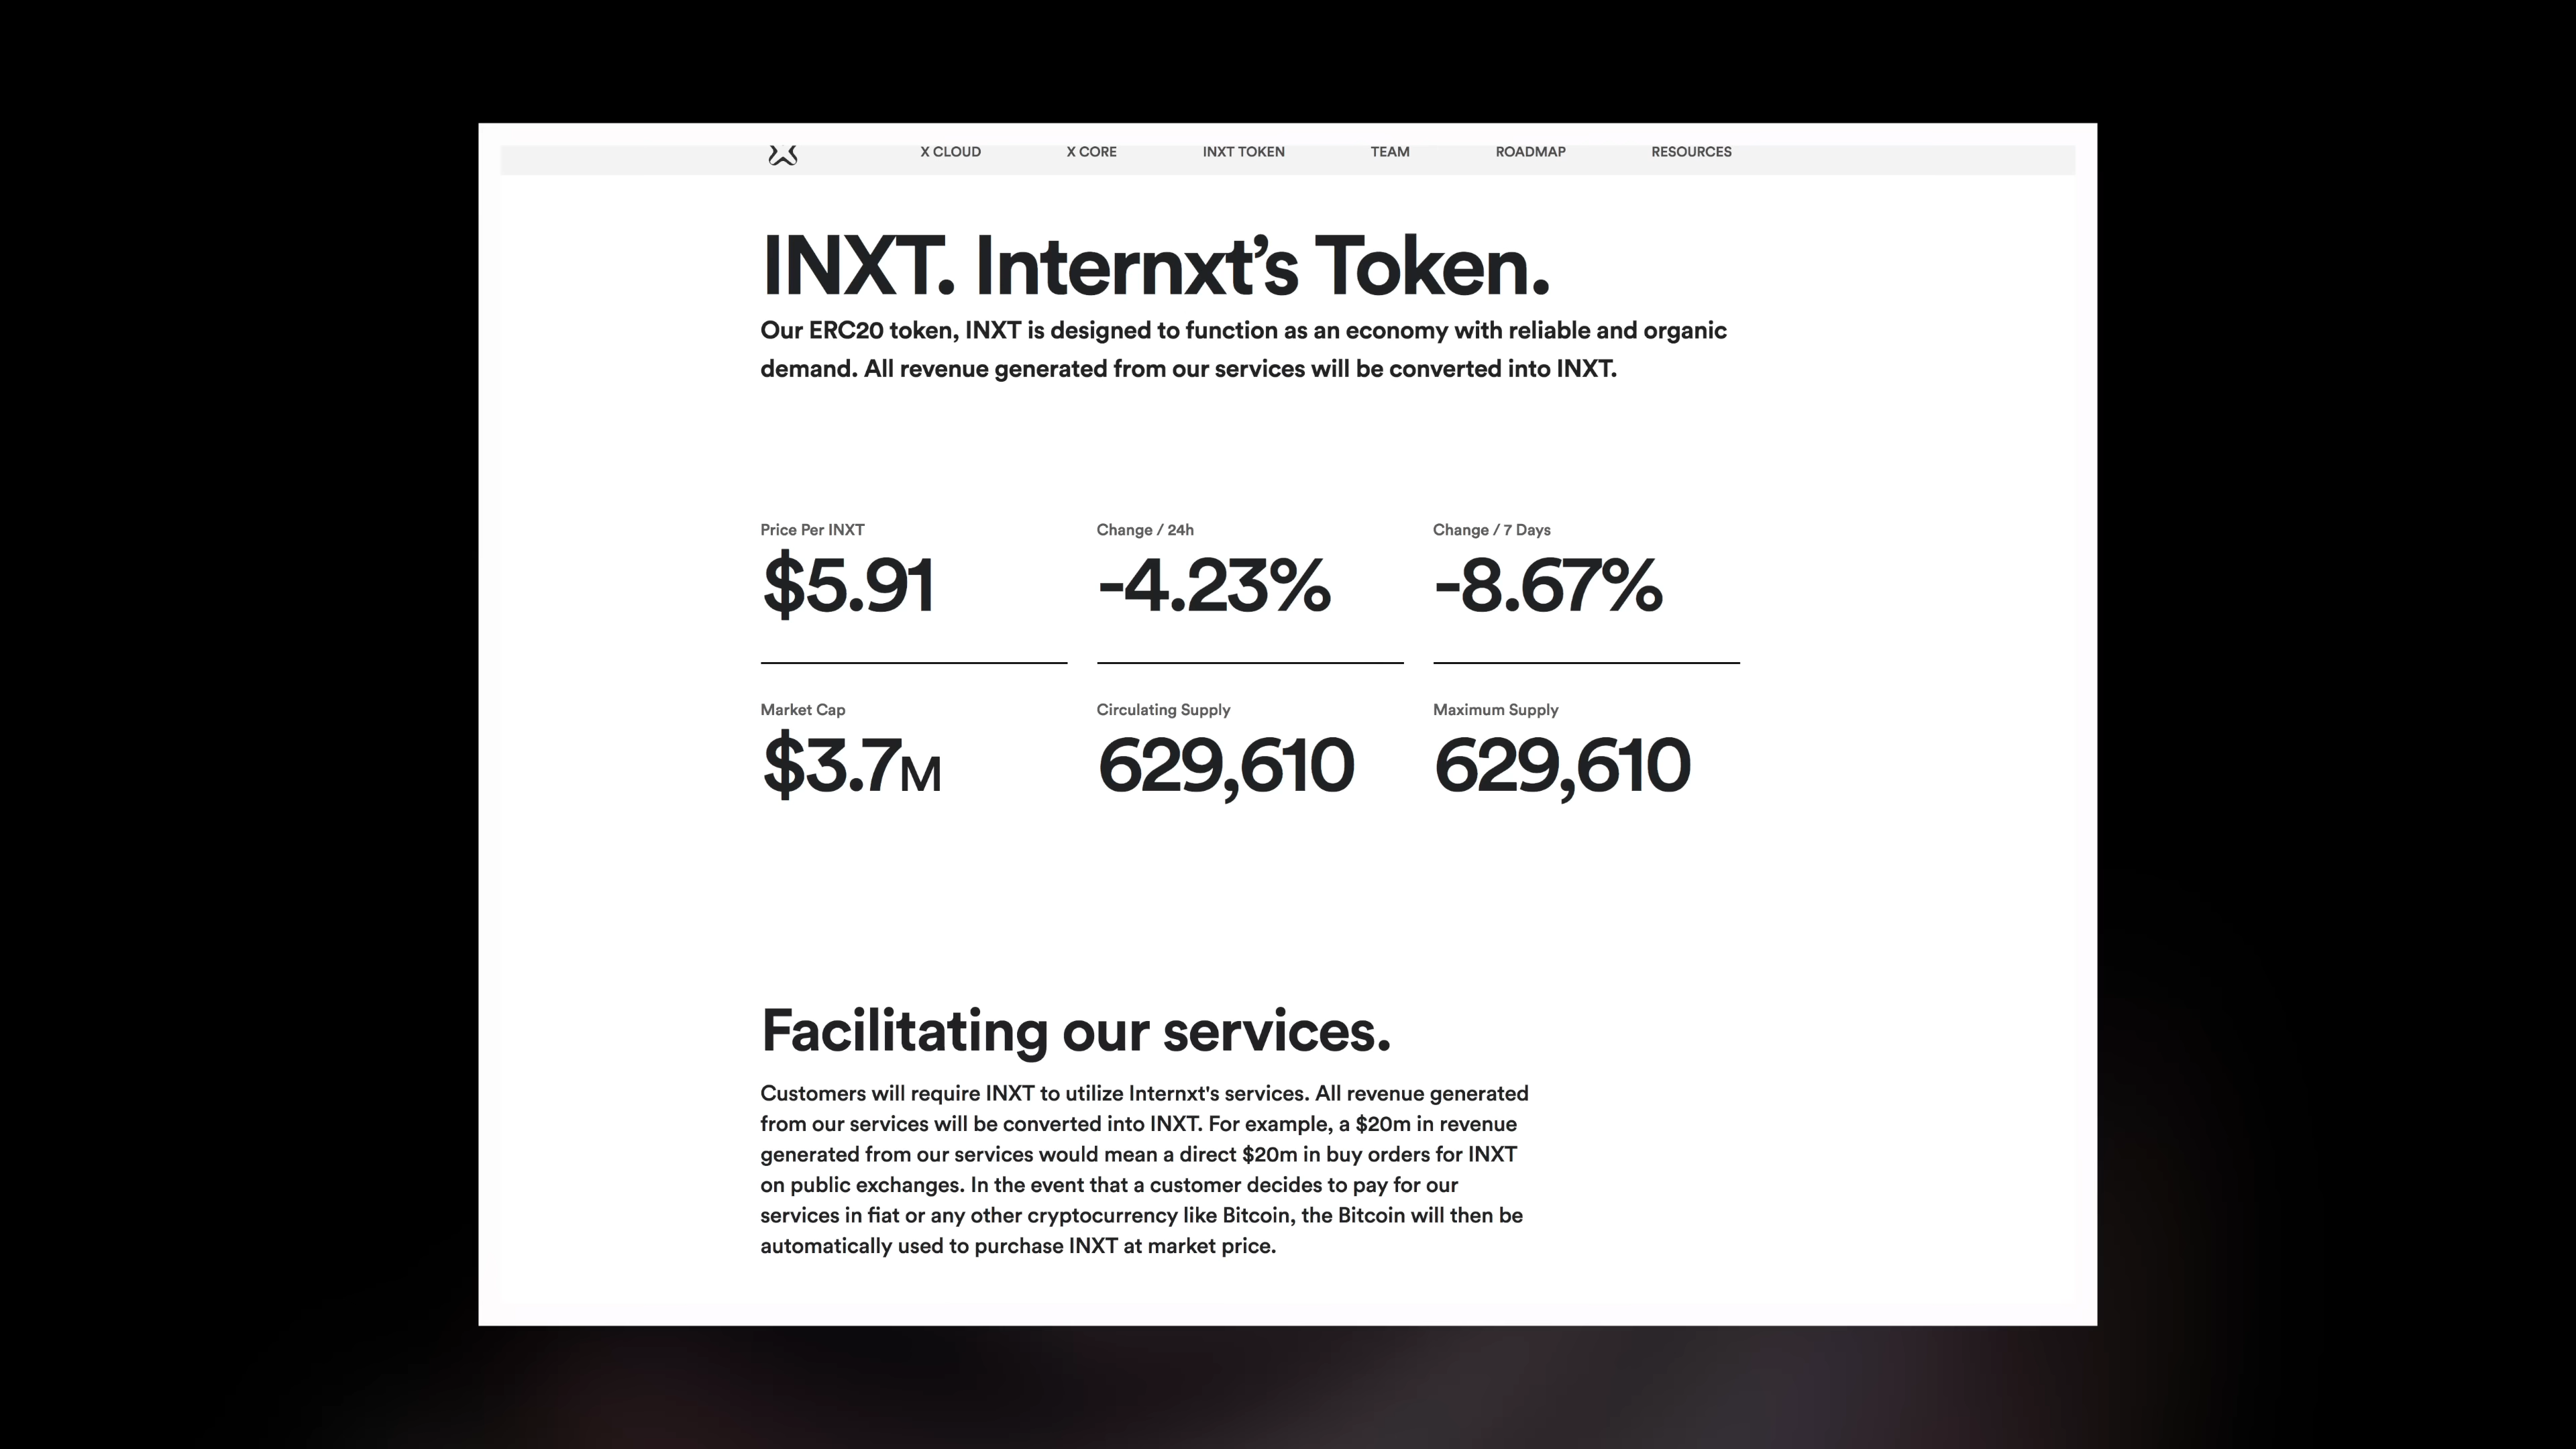 X CLOUD X CORE INXT TOKEN TEAM ROADMAP RESOURCES
INXT. Internxt’s Token.
Our ERC20 token, INXT is designed to function as an economy with reliable and organic
demand. All revenue generated from our services will be converted into INXT.
Price Per INXT Change / 24h Change / 7 Days
$5.91 -4.23% -8.67%
Market Cap Circulating Supply Maximum Supply
$3.7M 629,610 629,610
Facilitating our services.
Customers will require INXT to utilize Internxt's services. All revenue generated
from our services will be converted into INXT. For example, a $20m in revenue
generated from our services would mean a direct $20m in buy orders for INXT
on public exchanges. In the event that a customer decides to pay for our
services in fiat or any other cryptocurrency like Bitcoin, the Bitcoin will then be
automatically used to purchase INXT at market price.